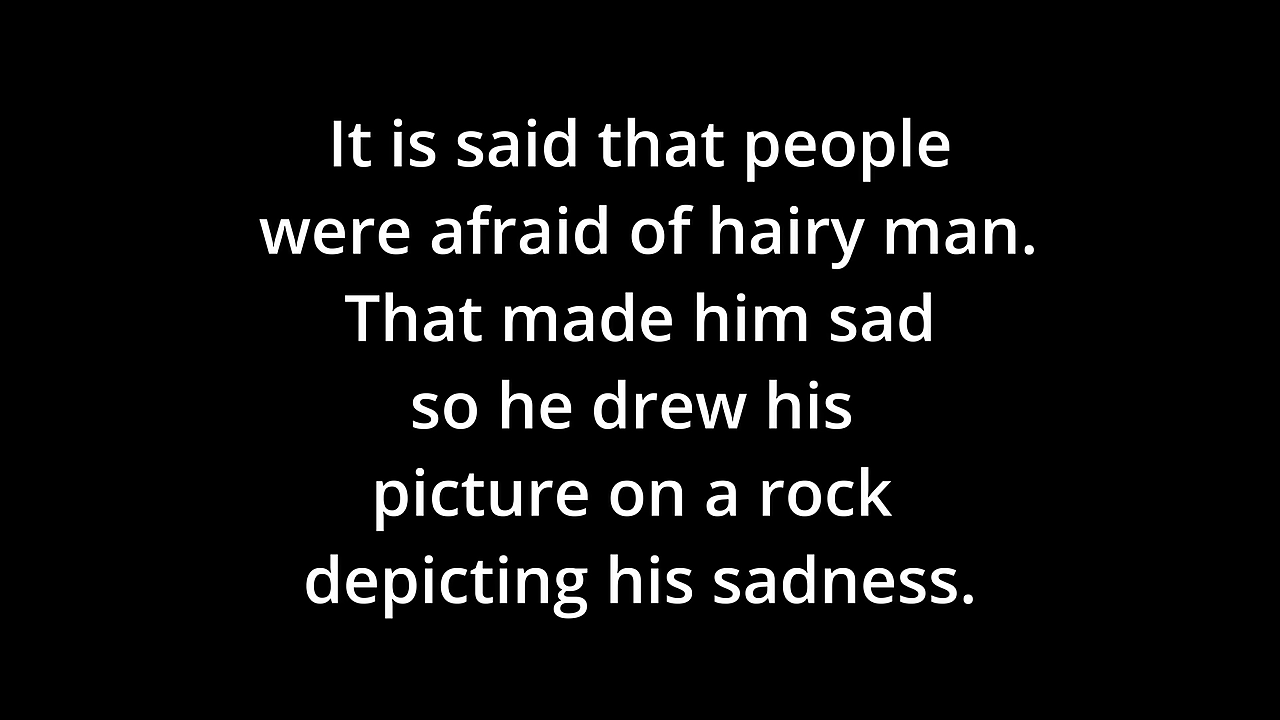 It is said that people
were afraid of hairy man.
That made him sad
so he drew his
picture on a rock
depicting his sadness.